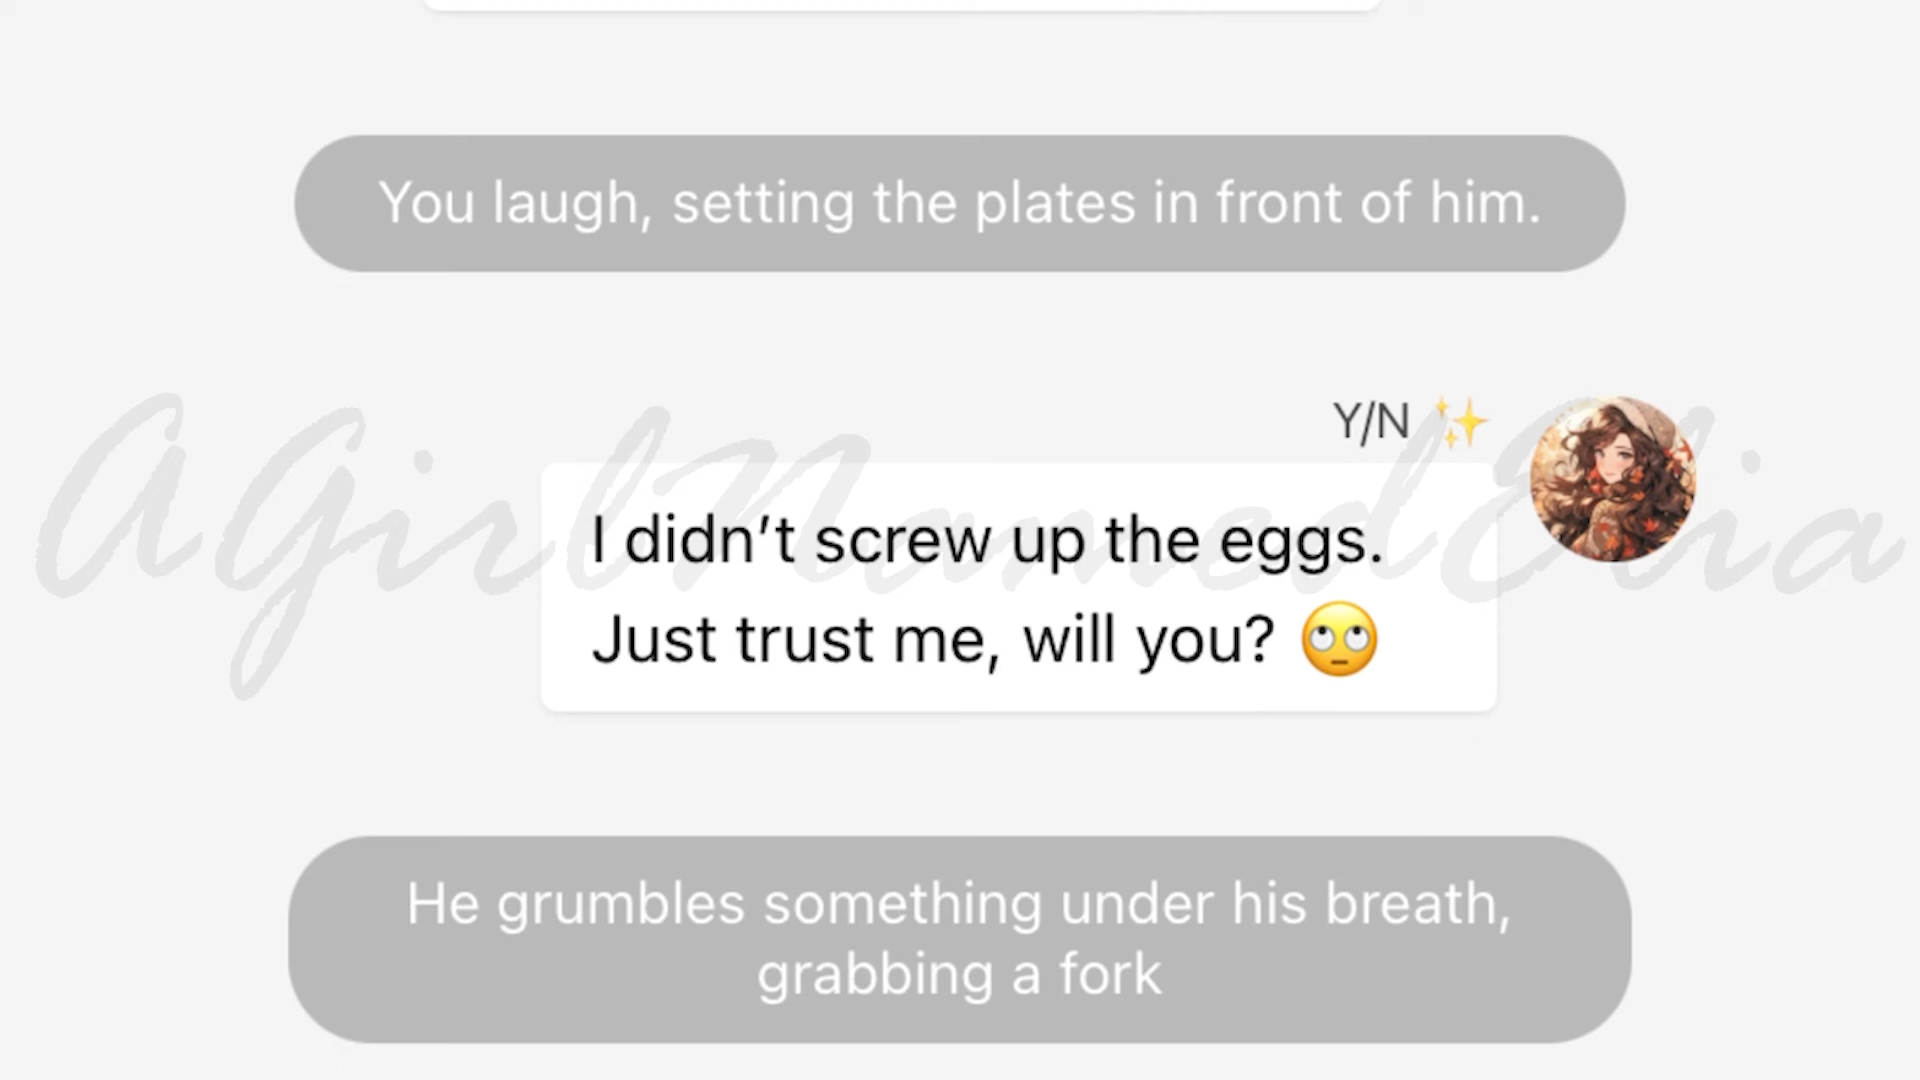 You laugh, setting the plates in front of him.
Y/N ✨
I didn’t screw up the eggs.
Just trust me, will you? 🙄
AGirlNamedElia
He grumbles something under his breath,
grabbing a fork